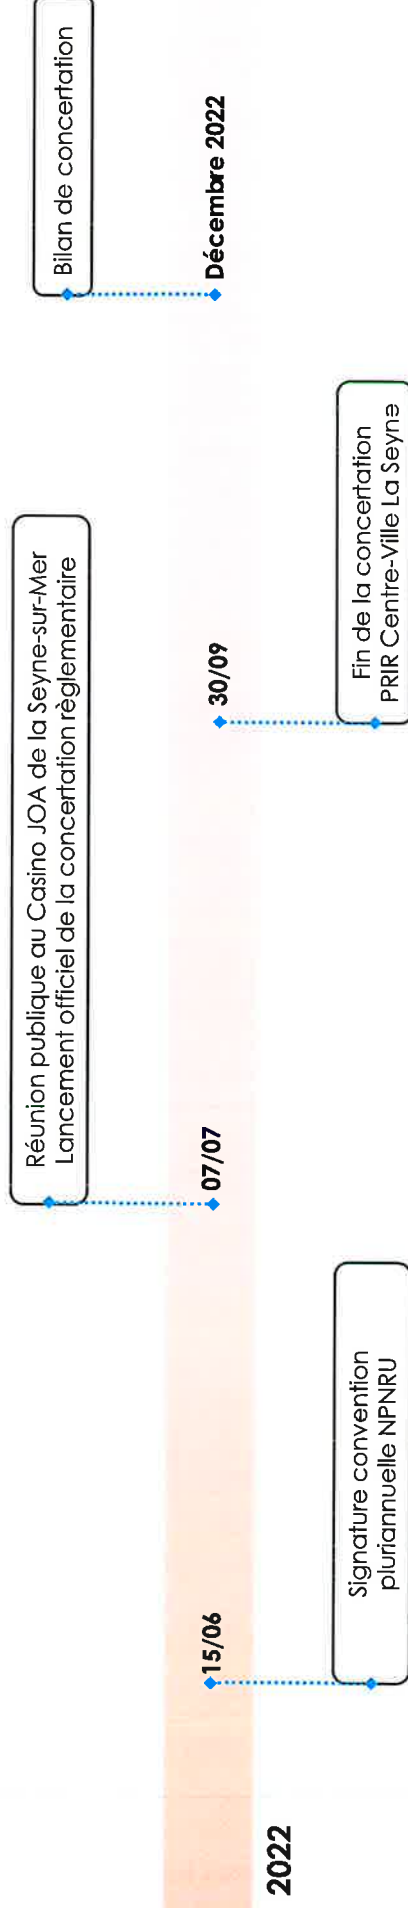 2022
15/06
Signature convention
pluriannuelle NPNRU
Réunion publique au Casino JOA de la Seyne-sur-Mer
Lancement officiel de la concertation règlementaire
07/07
30/09
Fin de la concertation
PRIR Centre-Ville La Seyne
Bilan de concertation
Décembre 2022